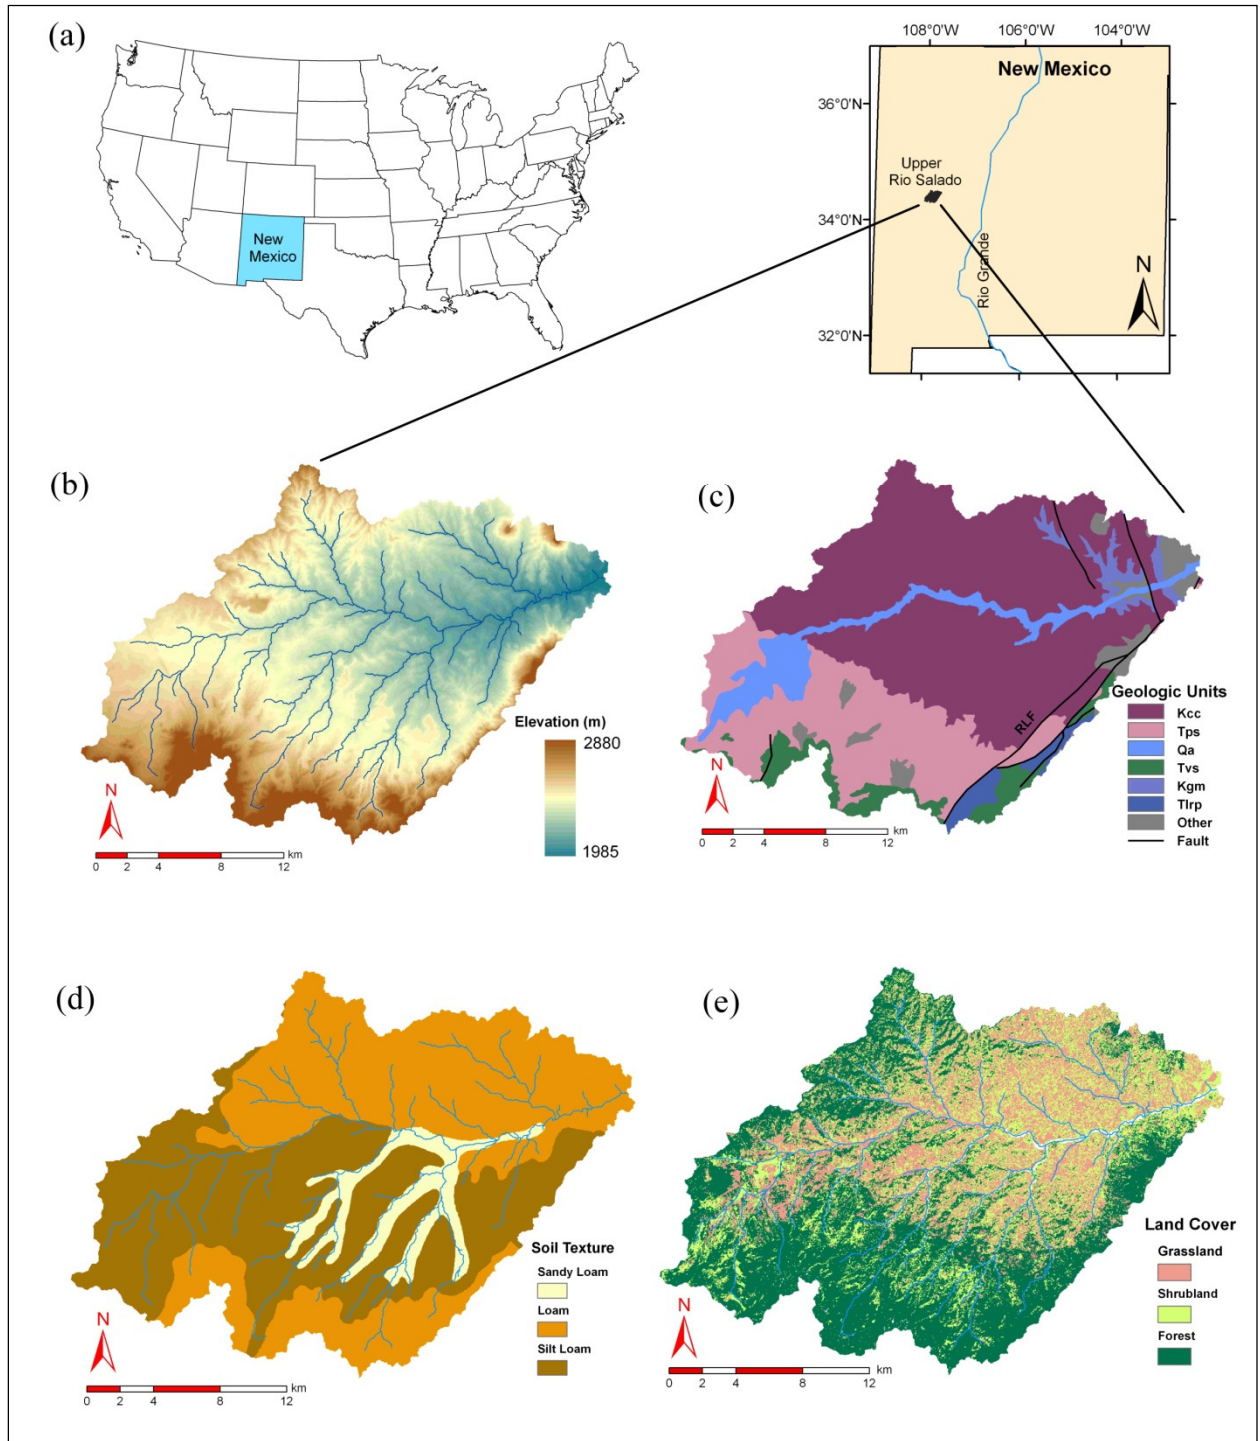 (a)
New
Mexico
108°0'W
106°0'W
104°0'W
New Mexico
36°0'N
34°0'N
32°0'N
Upper
Rio Salado
Rio Grande
N
(b)
Elevation (m)
2880
1985
N
0 2 4 8 12
km
(c)
RLF
Geologic Units
Kcc
Tps
Qa
Tvs
Kgm
Tlrp
Other
Fault
N
0 2 4 8 12
km
(d)
Soil Texture
Sandy Loam
Loam
Silt Loam
N
0 2 4 8 12
km
(e)
Land Cover
Grassland
Shrubland
Forest
N
0 2 4 8 12
km